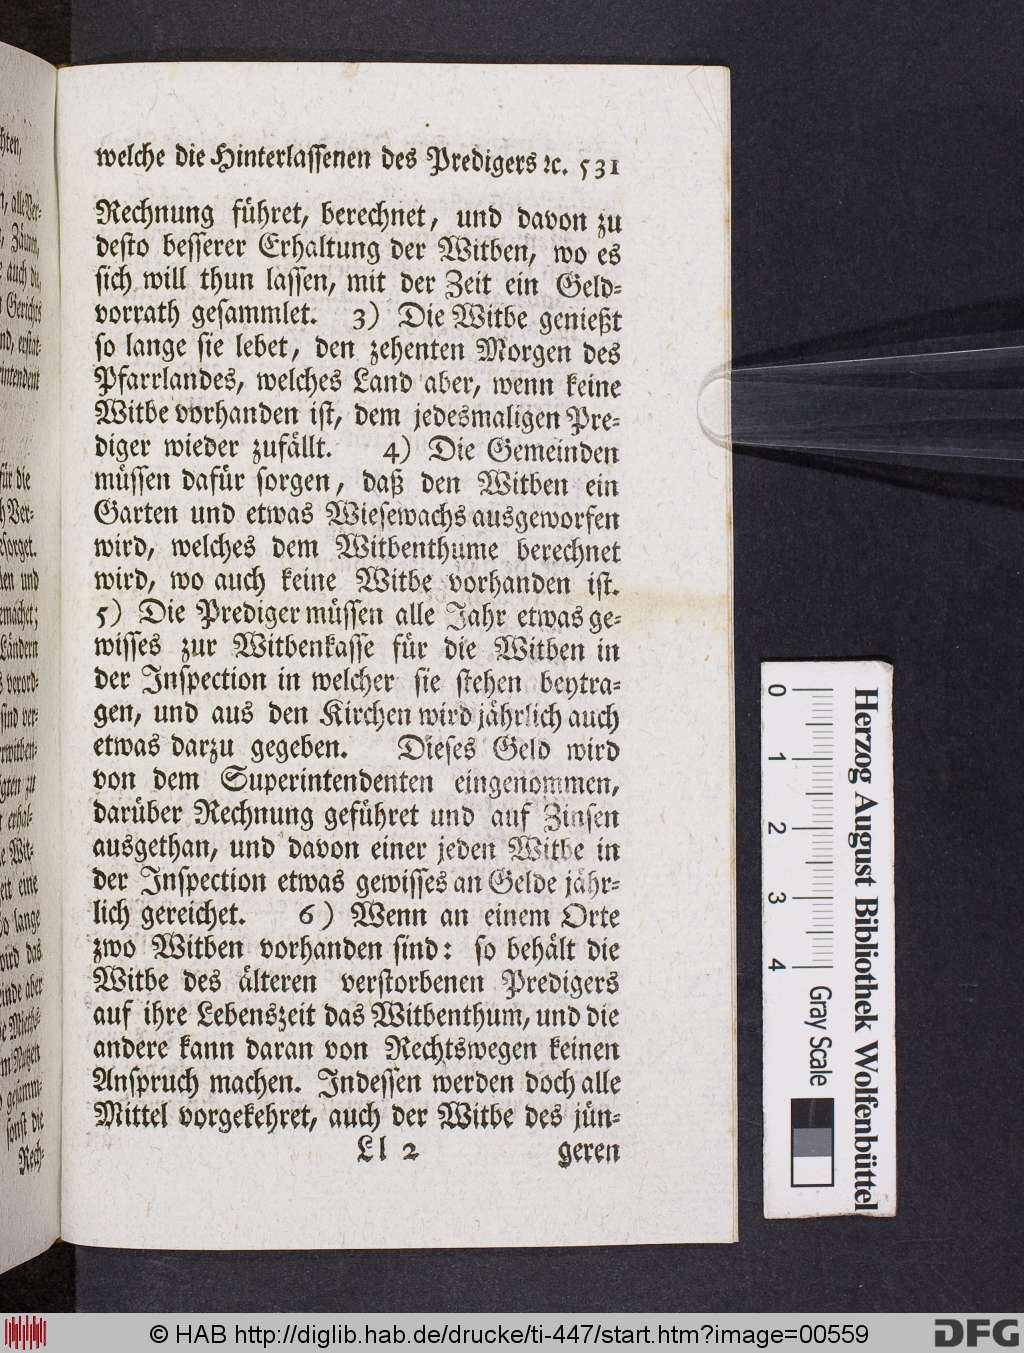 welche die Hinterlassenen des Predigers ꝛc. 531
Rechnung führet, berechnet, und davon zu
desto besserer Erhaltung der Witben, wo es
sich will thun lassen, mit der Zeit ein Geld-
vorrath gesammlet. 3) Die Witbe genießt
so lange sie lebet, den zehenten Morgen des
Pfarrlandes, welches Land aber, wenn keine
Witbe vorhanden ist, dem jedesmaligen Pre-
diger wieder zufällt. 4) Die Gemeinden
müssen dafür sorgen, daß den Witben ein
Garten und etwas Wiesewachs ausgeworfen
wird, welches dem Witbenthume berechnet
wird, wo auch keine Witbe vorhanden ist.
5) Die Prediger müssen alle Jahr etwas ge-
wisses zur Witbenkasse für die Witben in
der Inspection in welcher sie stehen beytra-
gen, und aus den Kirchen wird jährlich auch
etwas darzu gegeben. Dieses Geld wird
von dem Superintendenten eingenommen,
darüber Rechnung geführet und auf Zinsen
ausgethan, und davon einer jeden Witbe in
der Inspection etwas gewisses an Gelde jähr-
lich gereichet. 6) Wenn an einem Orte
zwo Witben vorhanden sind: so behält die
Witbe des älteren verstorbenen Predigers
auf ihre Lebenszeit das Witbenthum, und die
andere kann daran von Rechtswegen keinen
Anspruch machen. Indessen werden doch alle
Mittel vorgekehret, auch der Witbe des jün-
Ll 2 geren
0 1 2 3 4 Gray Scale
Herzog August Bibliothek Wolfenbüttel
© HAB http://diglib.hab.de/drucke/ti-447/start.htm?image=00559
DFG